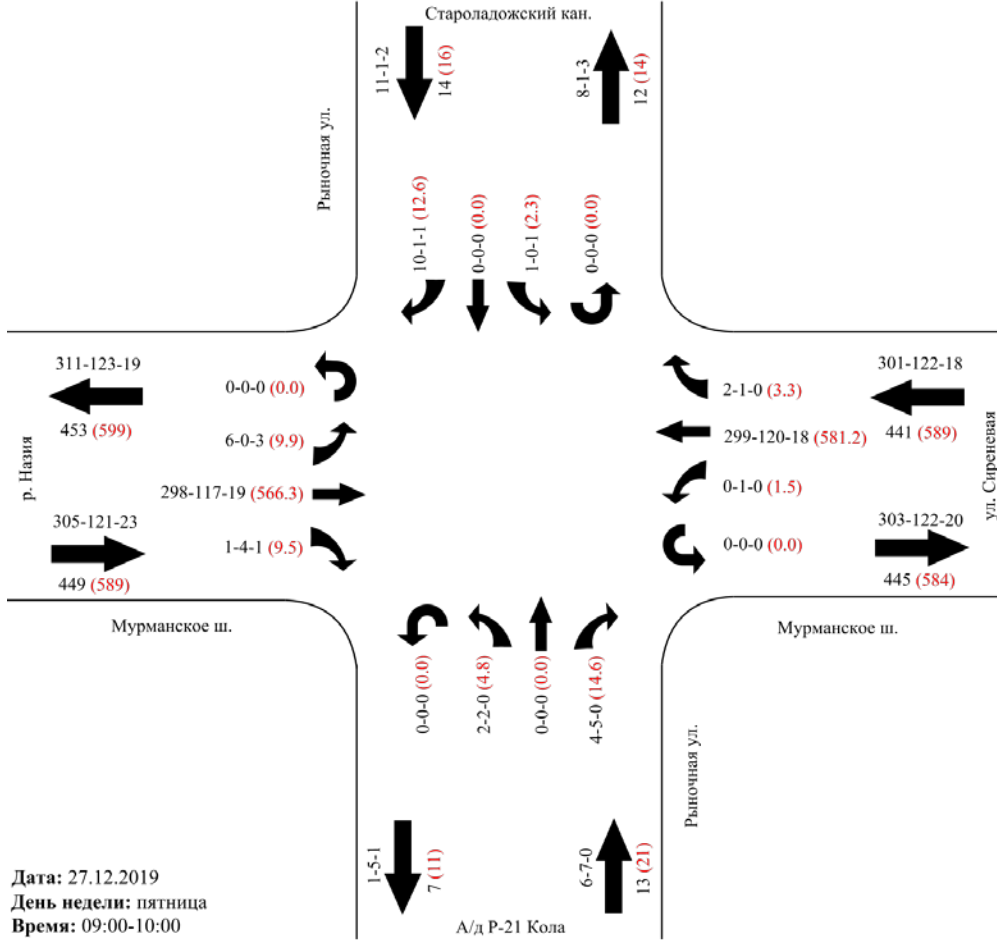 Староладожский кан.
11-1-2
14 (16)
8-1-3
12 (14)
Рыночная ул.
10-1-1 (12.6)
0-0-0 (0.0)
1-0-1 (2.3)
0-0-0 (0.0)
311-123-19
453 (599)
р. Назия
305-121-23
449 (589)
0-0-0 (0.0)
6-0-3 (9.9)
298-117-19 (566.3)
1-4-1 (9.5)
2-1-0 (3.3)
299-120-18 (581.2)
0-1-0 (1.5)
0-0-0 (0.0)
301-122-18
441 (589)
ул. Сиреневая
303-122-20
445 (584)
Мурманское ш.
Мурманское ш.
0-0-0 (0.0)
2-2-0 (4.8)
0-0-0 (0.0)
4-5-0 (14.6)
Рыночная ул.
1-5-1
7 (11)
6-7-0
13 (21)
Дата: 27.12.2019
День недели: пятница
Время: 09:00-10:00
А/д Р-21 Кола